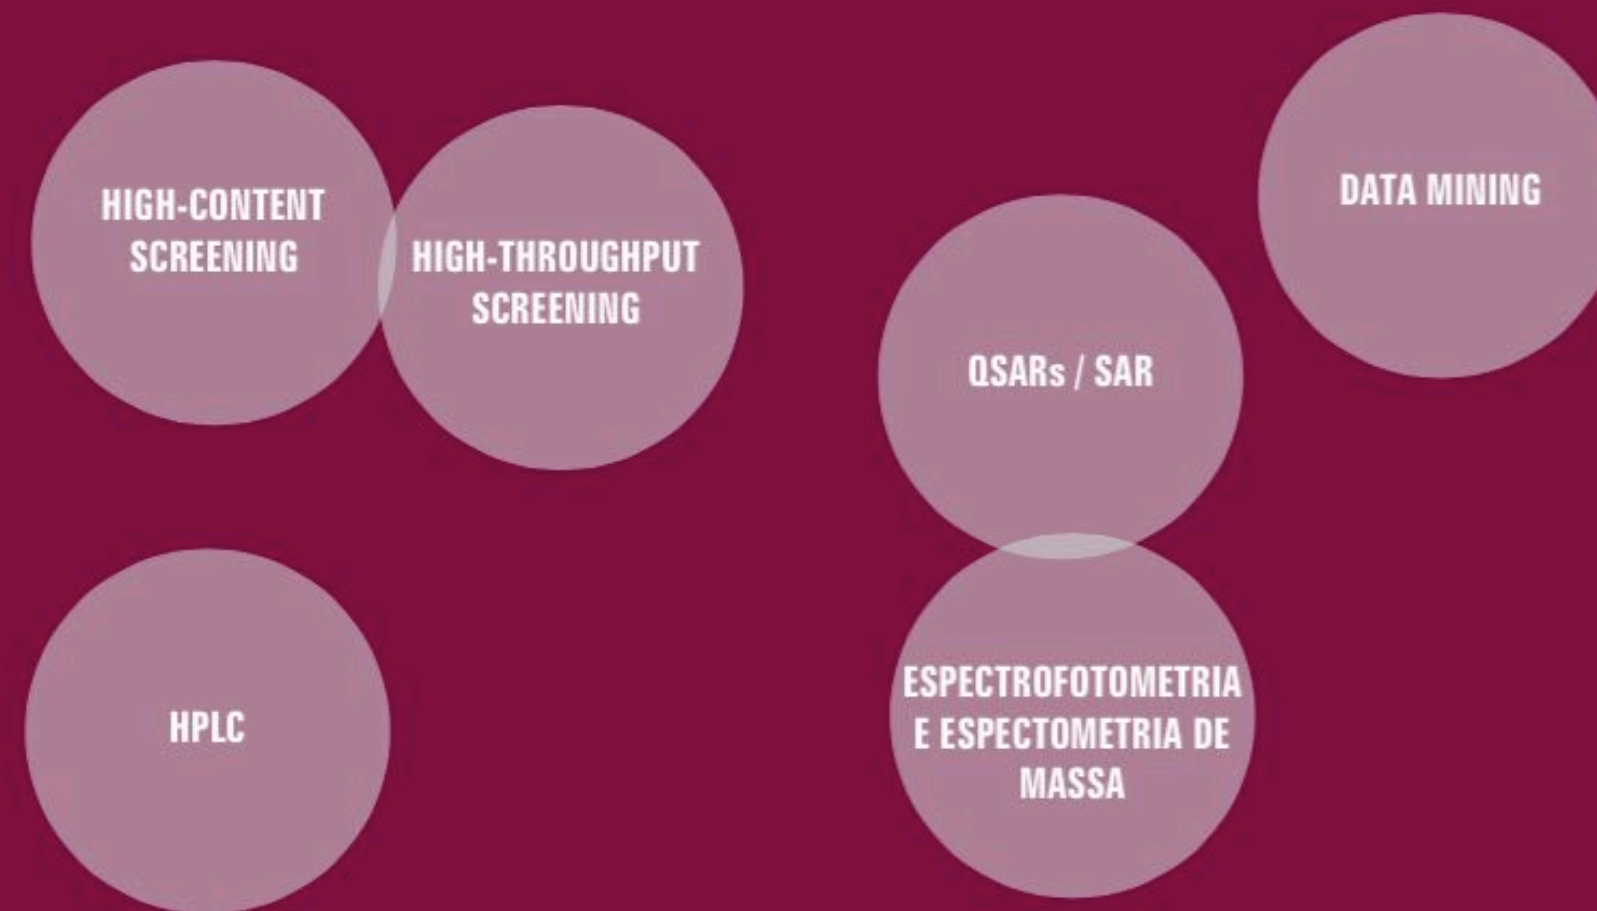 HIGH-CONTENT
SCREENING
HIGH-THROUGHPUT
SCREENING
QSARs / SAR
DATA MINING
HPLC
ESPECTROFOTOMETRIA
E ESPECTOMETRIA DE
MASSA